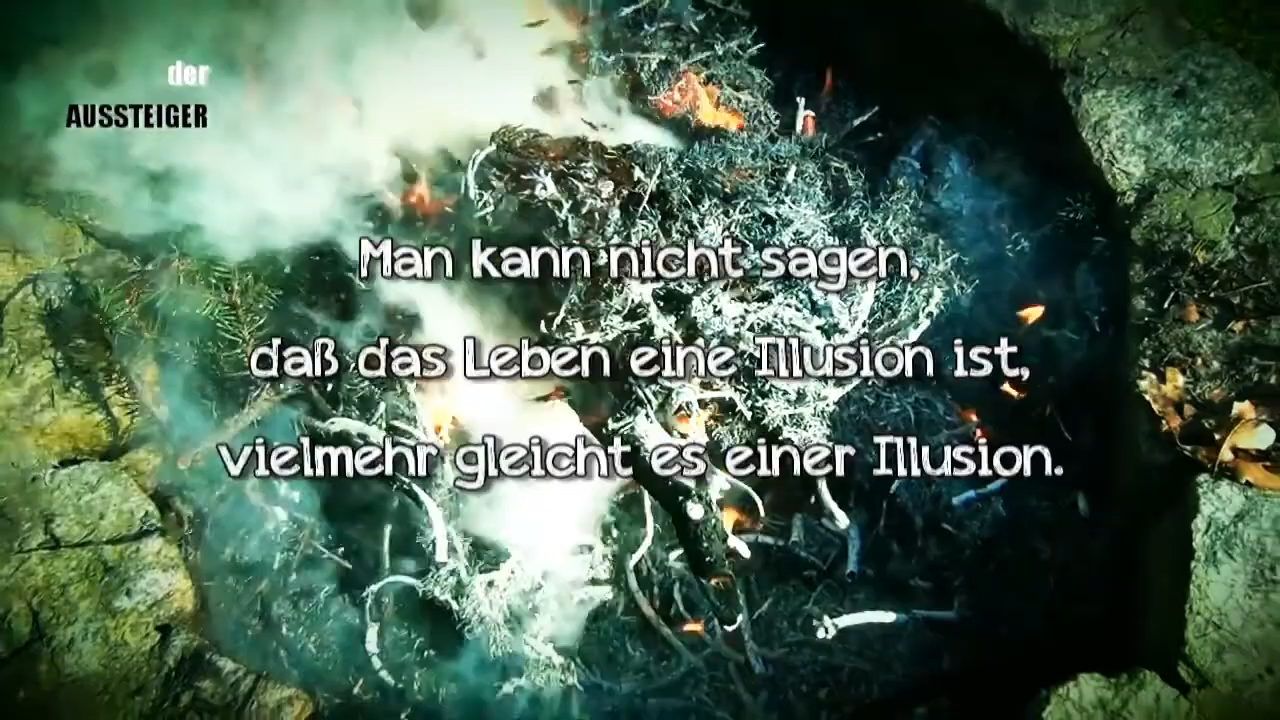 der
AUSSTEIGER
Man kann nicht sagen,
daß das Leben eine Illusion ist,
vielmehr gleicht es einer Illusion.